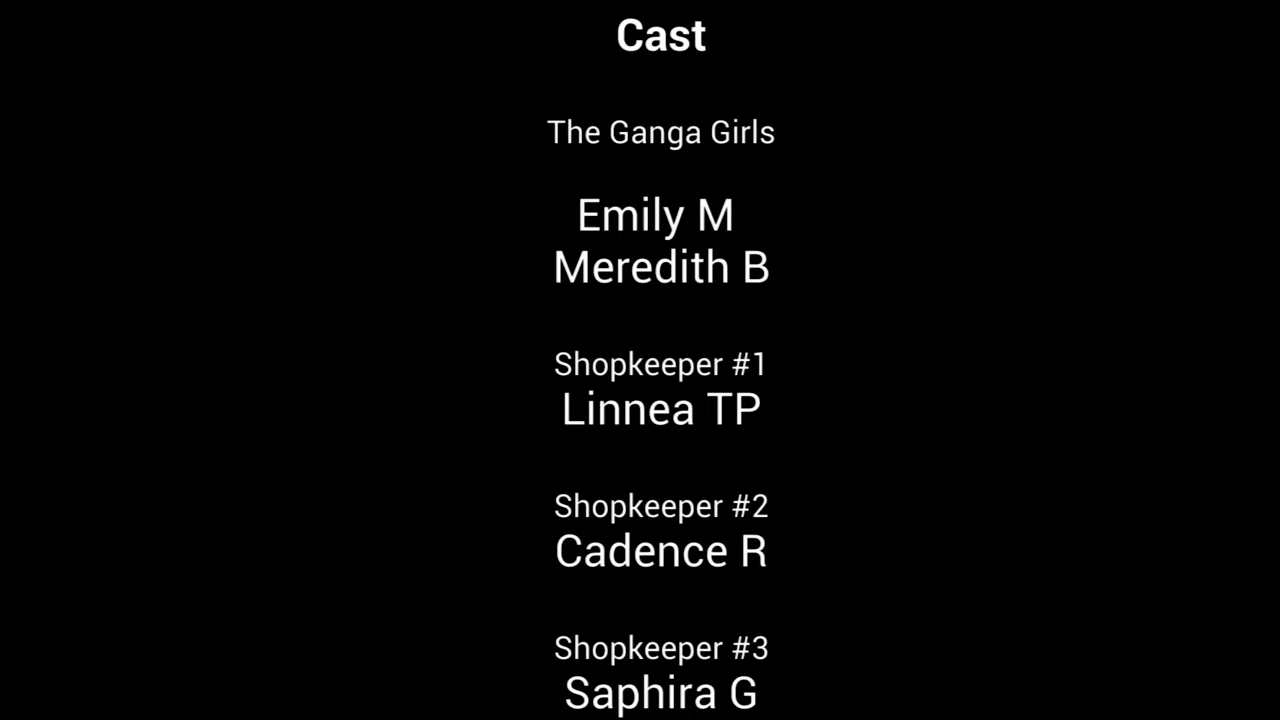 Cast
The Ganga Girls
Emily M
Meredith B
Shopkeeper #1
Linnea TP
Shopkeeper #2
Cadence R
Shopkeeper #3
Saphira G